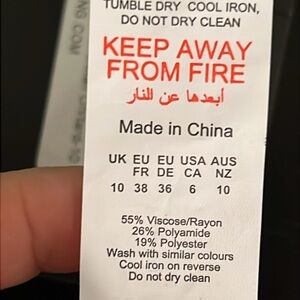 TUMBLE DRY COOL IRON,
DO NOT DRY CLEAN
KEEP AWAY
FROM FIRE
أبعدها عن النار
Made in China
UK EU EU USA AUS
FR DE CA NZ
10 38 36 6 10
55% Viscose/Rayon
26% Polyamide
19% Polyester
Wash with similar colours
Cool iron on reverse
Do not dry clean